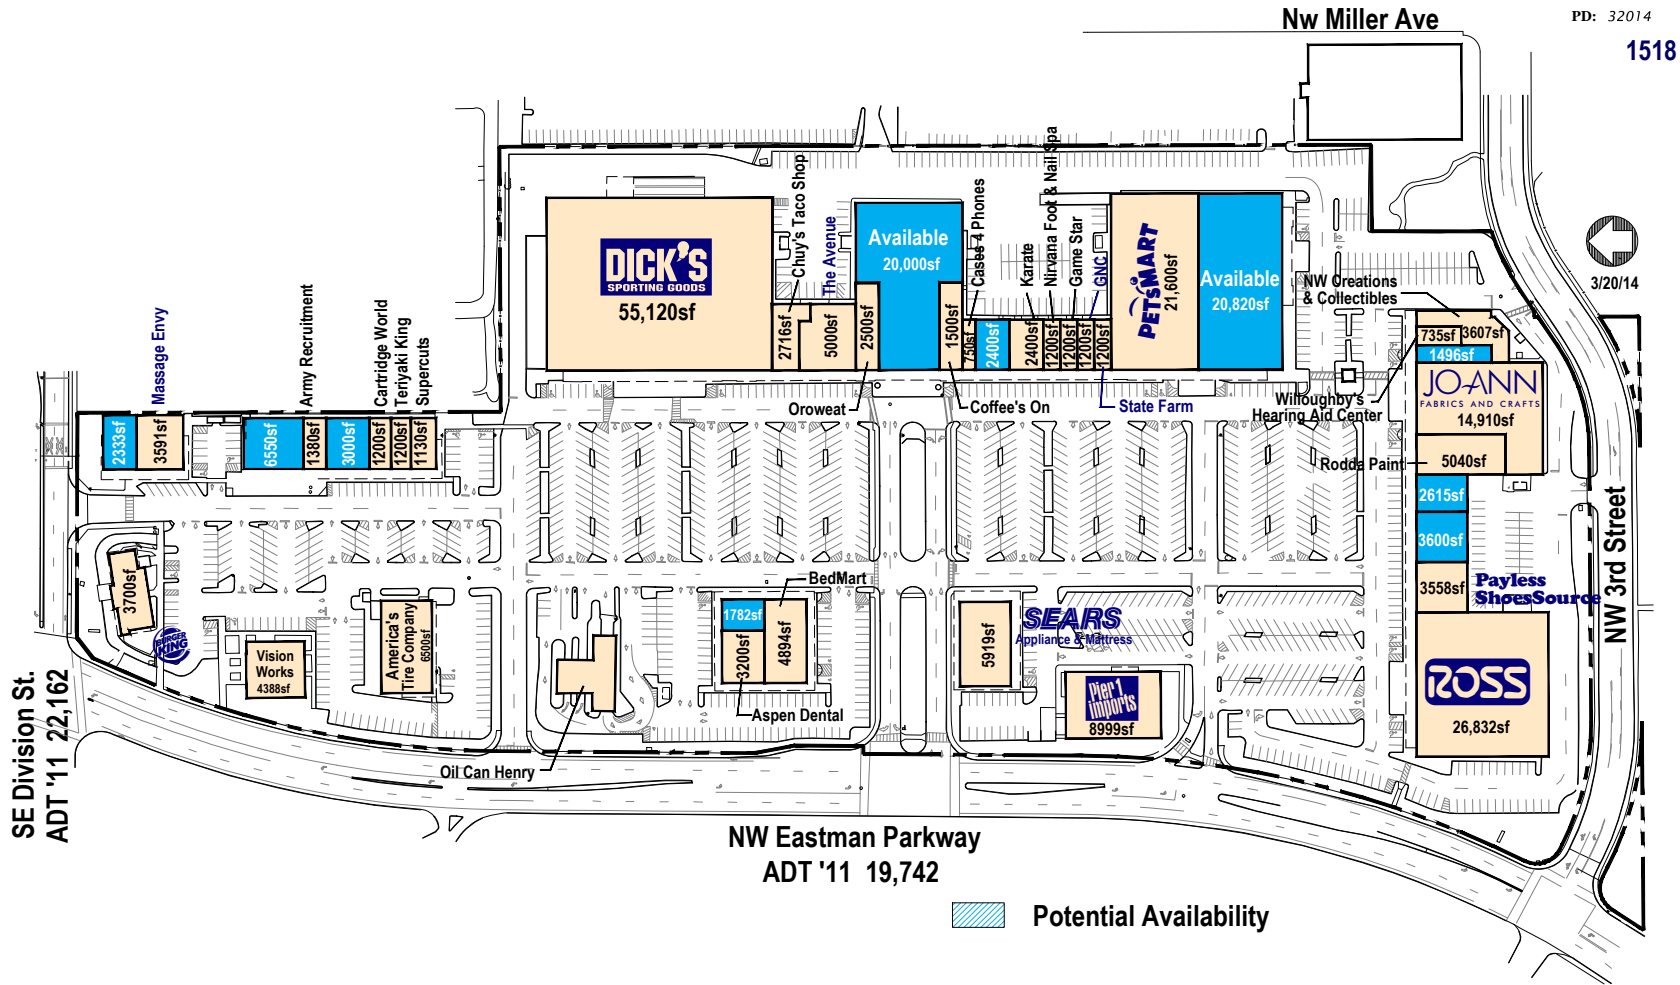 Nw Miller Ave
PD: 32014
1518
3/20/14
DICK'S
SPORTING GOODS
55,120sf
Chuy's Taco Shop
2716sf
The Avenue
5000sf
2500sf
Available
20,000sf
1500sf
Cases 4 Phones
750sf
2400sf
Karate
2400sf
Nirvana Foot & Nail Spa
1200sf
Game Star
1200sf
GNC
1200sf
1200sf
PETSMART
21,600sf
Available
20,820sf
Oroweat
Coffee's On
State Farm
NW Creations
& Collectibles
735sf
3607sf
1496sf
JO-ANN
FABRICS AND CRAFTS
14,910sf
Willoughby's
Hearing Aid Center
Rodda Paint
5040sf
2615sf
3600sf
3558sf
Payless
ShoesSource
ROSS
26,832sf
NW 3rd Street
Massage Envy
Army Recruitment
Cartridge World
Teriyaki King
Supercuts
2333sf
3591sf
6550sf
1380sf
3000sf
1200sf
1200sf
1130sf
3700sf
BURGER
KING
Vision
Works
4388sf
America's
Tire Company
6500sf
Oil Can Henry
BedMart
1782sf
3200sf
4894sf
Aspen Dental
5919sf
SEARS
Appliance & Mattress
Pier 1
imports
8999sf
SE Division St.
ADT '11 22,162
NW Eastman Parkway
ADT '11 19,742
Potential Availability